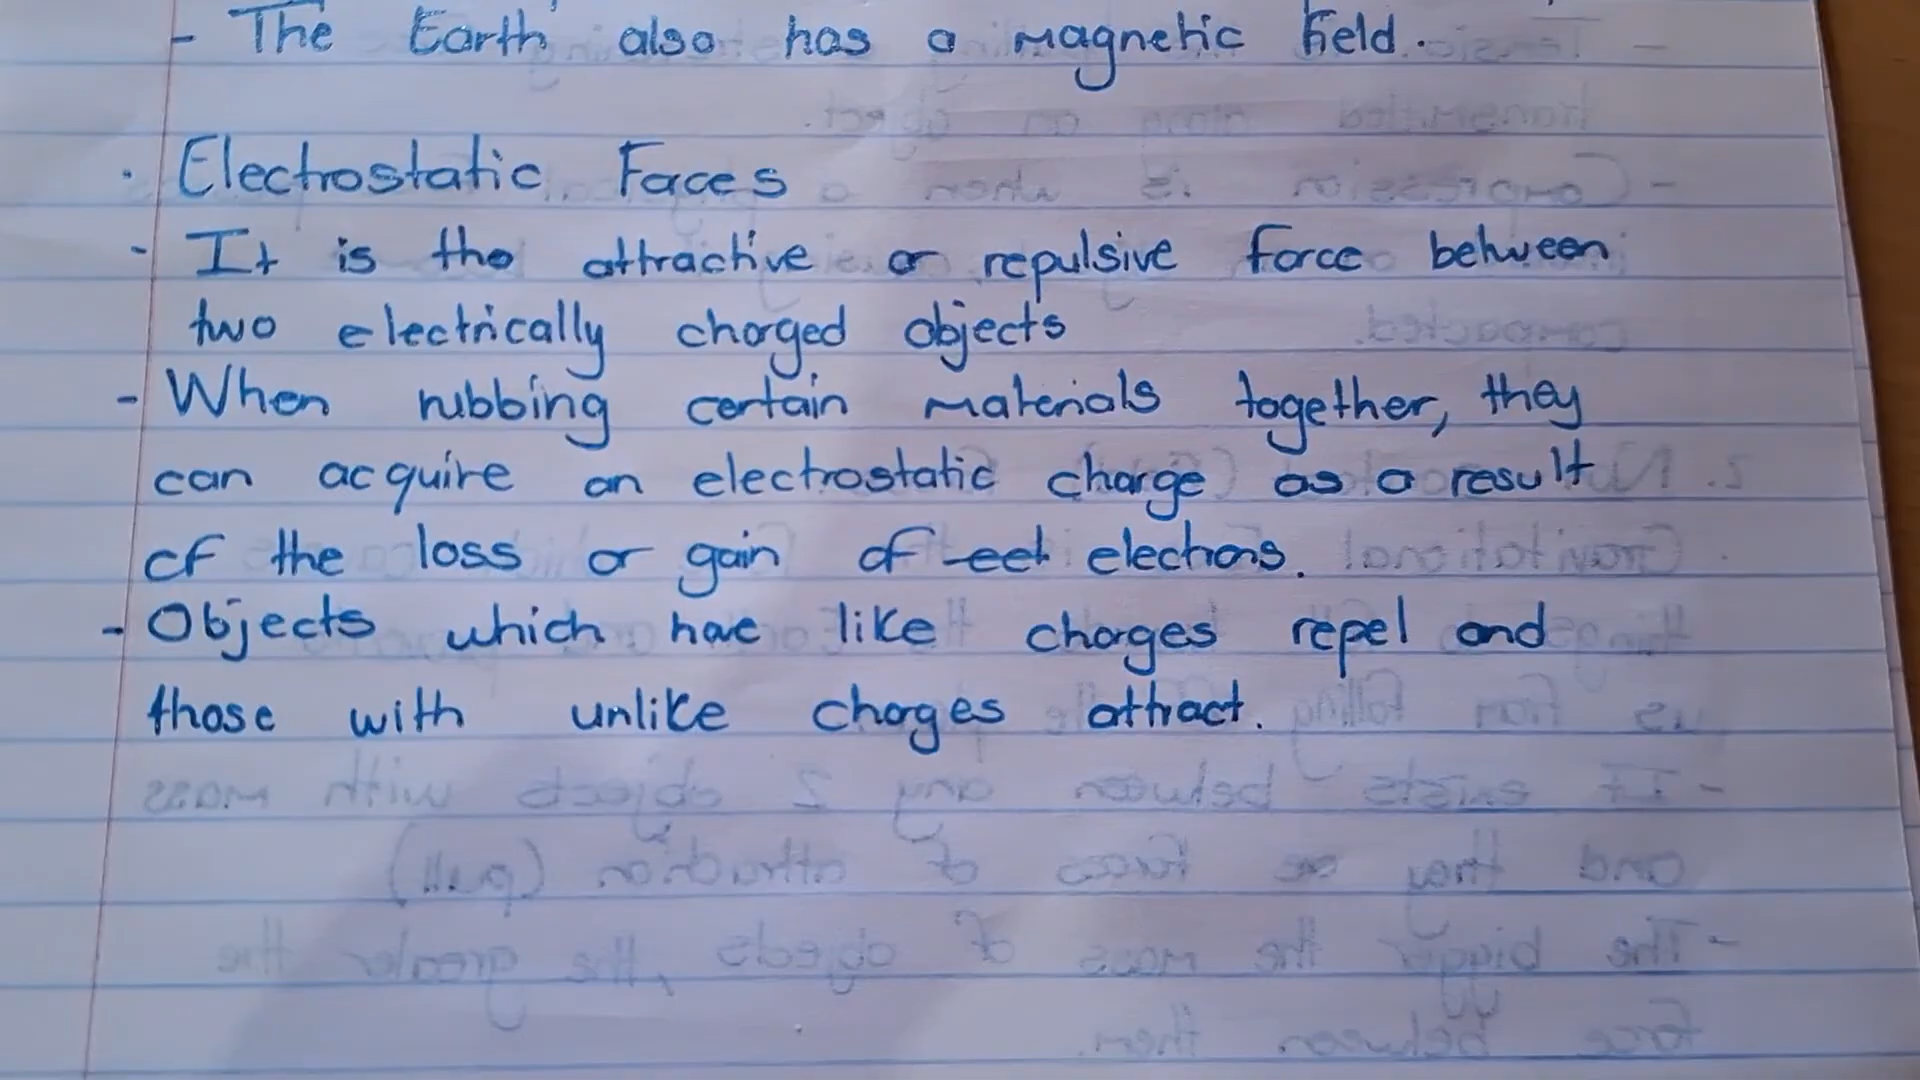 - The Earth also has a magnetic field.
· Electrostatic Forces
- It is the attractive or repulsive force between
two electrically charged objects
- When rubbing certain materials together, they
can acquire an electrostatic charge as a result
of the loss or gain of eet electrons.
- Objects which have like charges repel and
those with unlike charges attract.